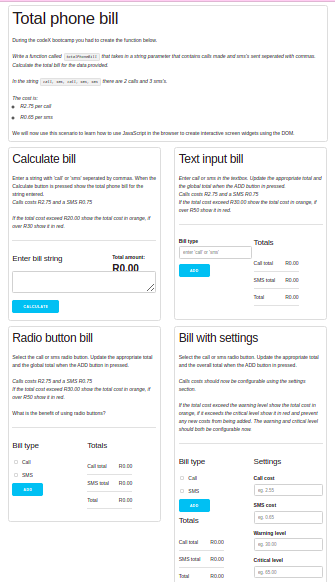 Total phone bill
During the codeX bootcamp you had to create the function below.
Write a function called totalPhoneBill that takes in a string parameter that contains calls made and sms's sent seperated with commas.
Calculate the total bill for the data provided.
In the string call, sms, call, sms, sms there are 2 calls and 3 sms's.
The cost is:
R2.75 per call
R0.65 per sms
We will now use this scenario to learn how to use JavaScript in the browser to create interactive screen widgets using the DOM.
Calculate bill
Enter a string with 'call' or 'sms' seperated by commas. When the
Calculate button is pressed show the total phone bill for the
string entered.
Calls costs R2.75 and a SMS R0.75
If the total cost exceed R20.00 show the total cost in orange, if
over R30 show it in red.
Enter bill string
Total amount:
R0.00
CALCULATE
Text input bill
Enter call or sms in the textbox. Update the appropriate total and
the global total when the ADD button in pressed.
Calls costs R2.75 and a SMS R0.75
If the total cost exceed R30.00 show the total cost in orange, if
over R50 show it in red.
Bill type
enter 'call' or 'sms'
ADD
Totals
Call total R0.00
SMS total R0.00
Total R0.00
Radio button bill
Select the call or sms radio button. Update the appropriate total
and the global total when the ADD button in pressed.
Calls costs R2.75 and a SMS R0.75
If the total cost exceed R30.00 show the total cost in orange, if
over R50 show it in red.
What is the benefit of using radio buttons?
Bill type
Call
SMS
ADD
Totals
Call total R0.00
SMS total R0.00
Total R0.00
Bill with settings
Select the call or sms radio button. Update the appropriate total
and the overall total when the ADD button in pressed.
Calls costs should now be configurable using the settings
section.
If the total cost exceed the warning level show the total cost in
orange, if it exceeds the critical level show it in red and prevent
any new costs from being added. The warning and critical level
should both be configurable now.
Bill type
Call
SMS
ADD
Totals
Call total R0.00
SMS total R0.00
Total R0.00
Settings
Call cost
eg. 2.55
SMS cost
eg. 0.65
Warning level
eg. 30.00
Critical level
eg. 65.00